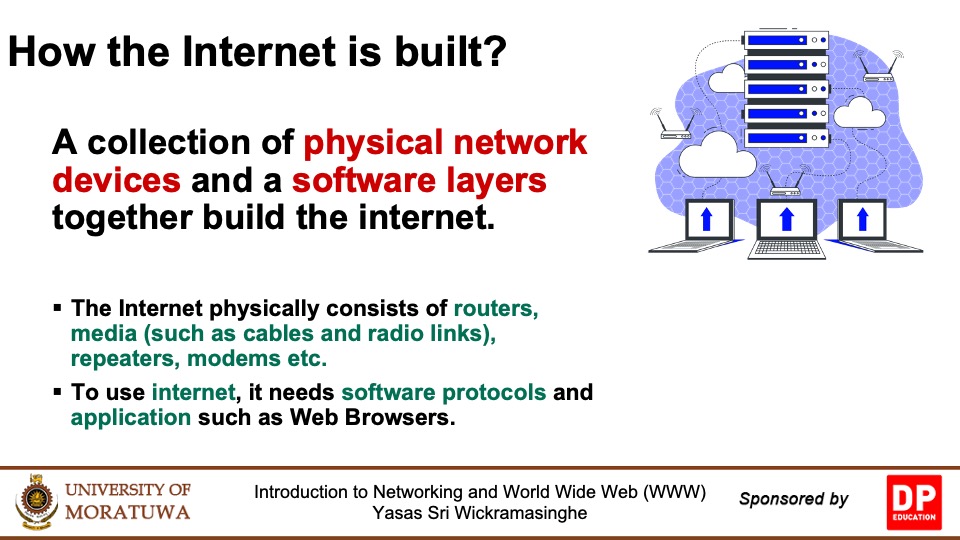 How the Internet is built?
A collection of physical network
devices and a software layers
together build the internet.
▪ The Internet physically consists of routers,
media (such as cables and radio links),
repeaters, modems etc.
▪ To use internet, it needs software protocols and
application such as Web Browsers.
UNIVERSITY OF
MORATUWA
Introduction to Networking and World Wide Web (WWW)
Yasas Sri Wickramasinghe
Sponsored by
DP
EDUCATION